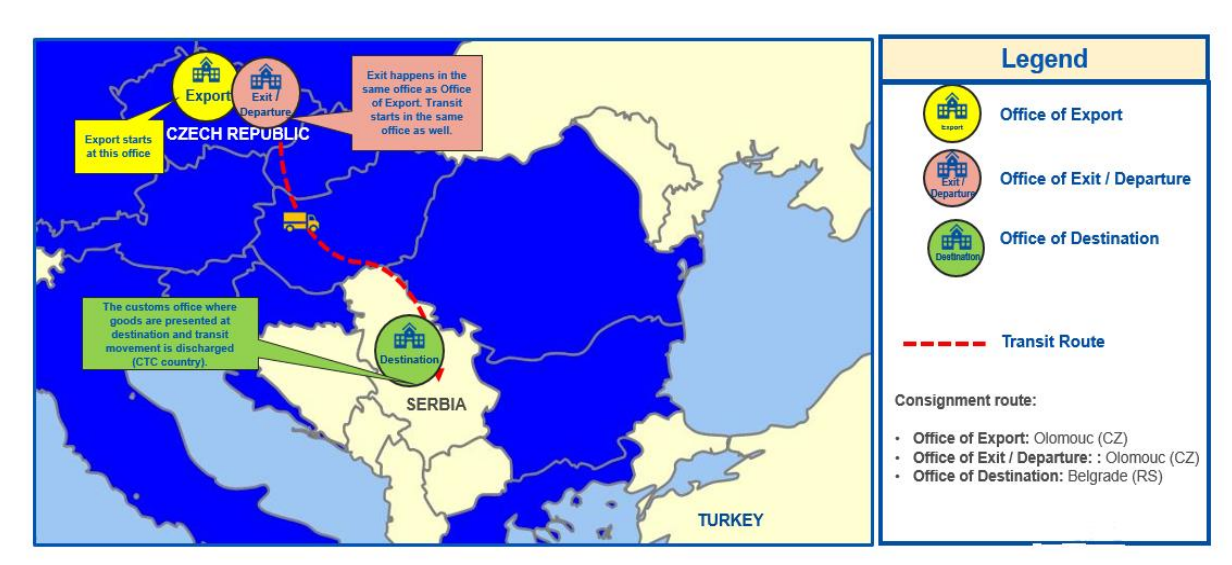 Export
Exit /
Departure
CZECH REPUBLIC
Export starts
at this office
Exit happens in the
same office as Office
of Export. Transit
starts in the same
office as well.
The customs office where
goods are presented at
destination and transit
movement is discharged
(CTC country).
Destination
SERBIA
TURKEY
Legend
Export
Office of Export
Exit /
Departure
Office of Exit / Departure
Destination
Office of Destination
Transit Route
Consignment route:
• Office of Export: Olomouc (CZ)
• Office of Exit / Departure: : Olomouc (CZ)
• Office of Destination: Belgrade (RS)